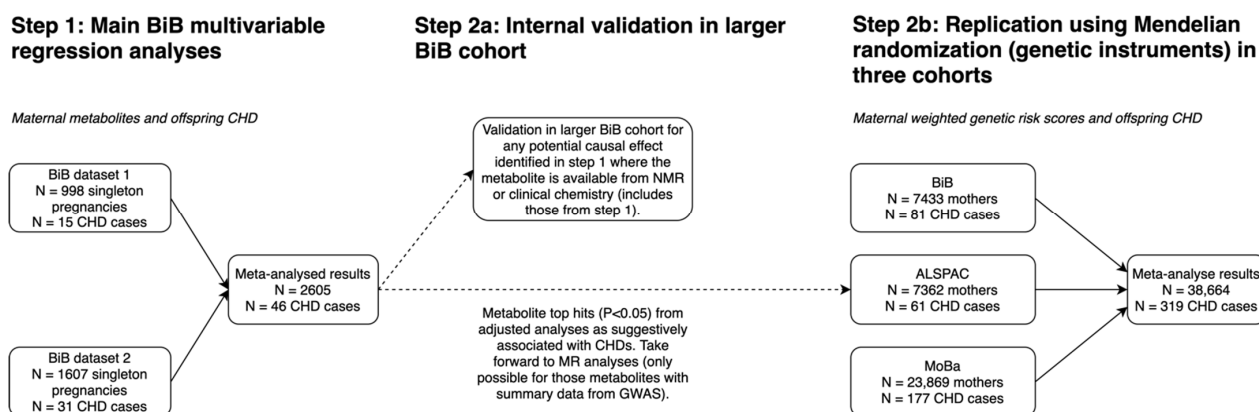 Step 1: Main BiB multivariable
regression analyses
Maternal metabolites and offspring CHD
BiB dataset 1
N = 998 singleton
pregnancies
N = 15 CHD cases
BiB dataset 2
N = 1607 singleton
pregnancies
N = 31 CHD cases
Meta-analysed results
N = 2605
N = 46 CHD cases
Step 2a: Internal validation in larger
BiB cohort
Validation in larger BiB cohort for
any potential causal effect
identified in step 1 where the
metabolite is available from NMR
or clinical chemistry (includes
those from step 1).
Metabolite top hits (P<0.05) from
adjusted analyses as suggestively
associated with CHDs. Take
forward to MR analyses (only
possible for those metabolites with
summary data from GWAS).
Step 2b: Replication using Mendelian
randomization (genetic instruments) in
three cohorts
Maternal weighted genetic risk scores and offspring CHD
BiB
N = 7433 mothers
N = 81 CHD cases
ALSPAC
N = 7362 mothers
N = 61 CHD cases
MoBa
N = 23,869 mothers
N = 177 CHD cases
Meta-analyse results
N = 38,664
N = 319 CHD cases